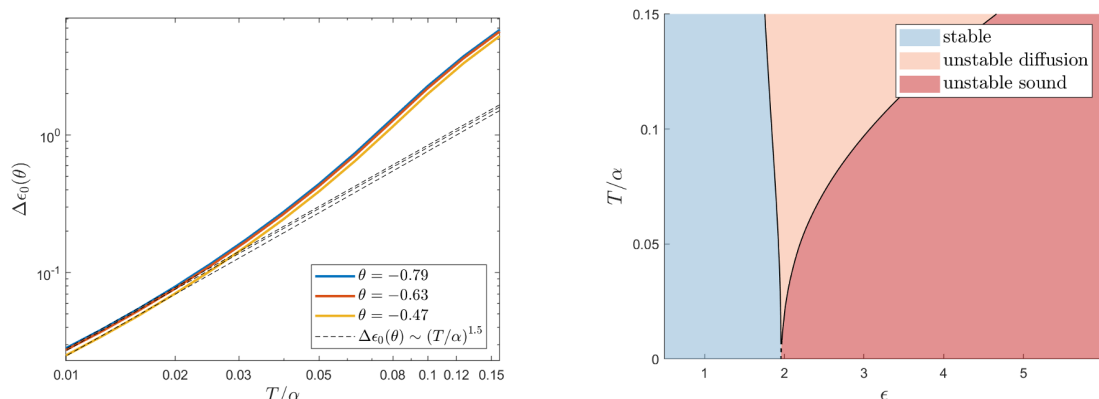 Δϵ₀(θ)
10⁰
10⁻¹
θ = −0.79
θ = −0.63
θ = −0.47
Δϵ₀(θ) ∼ (T/α)^1.5
0.01 0.02 0.03 0.05 0.08 0.1 0.12 0.15
T/α
T/α
0.15
0.1
0.05
0
stable
unstable diffusion
unstable sound
1 2 3 4 5
ϵ